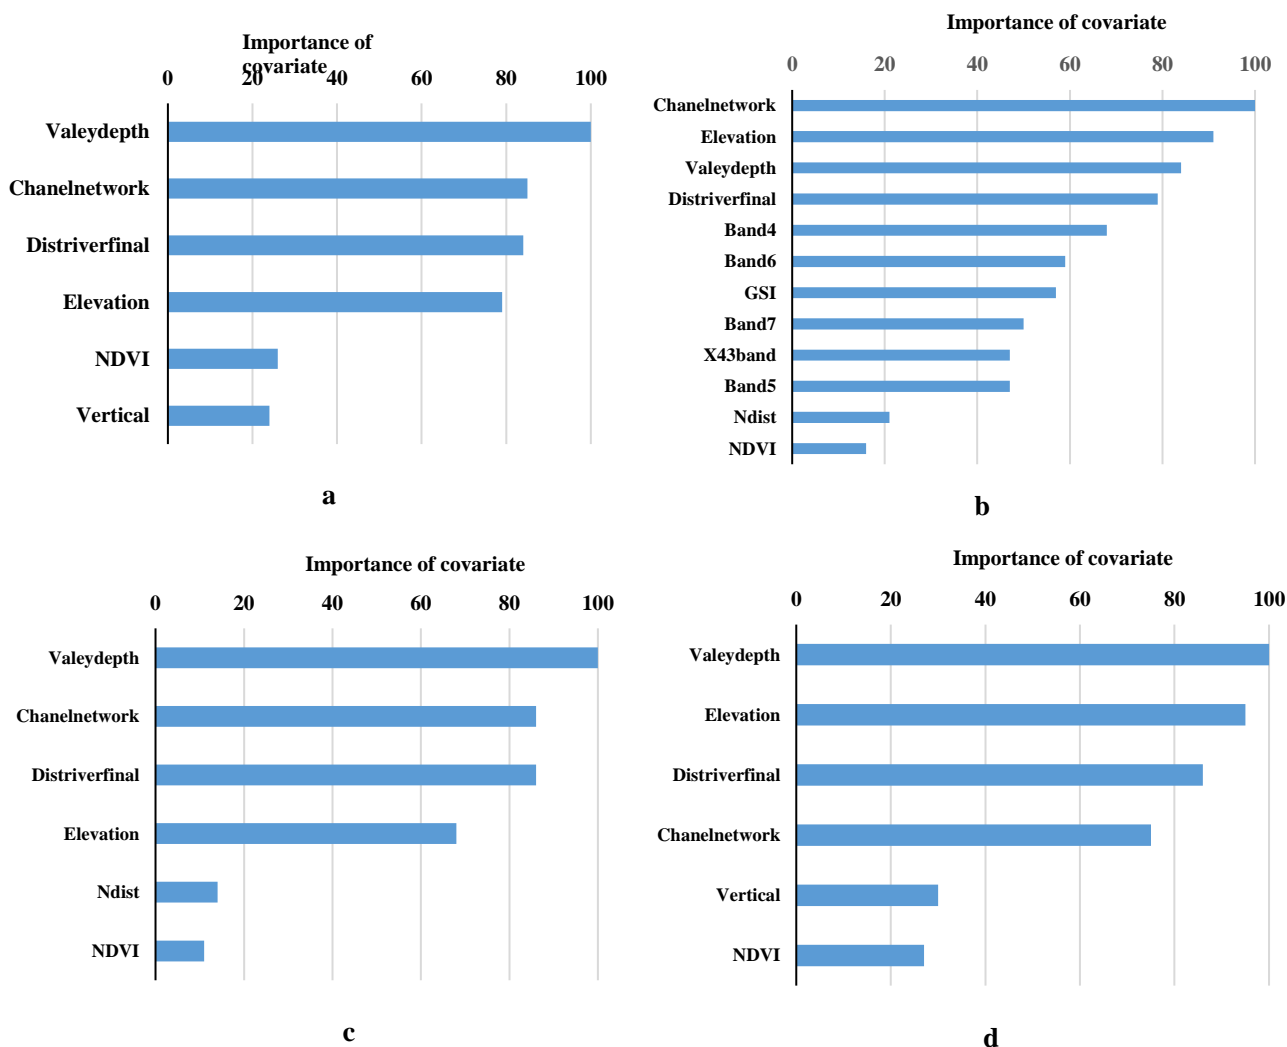 Importance of
covariate
0 20 40 60 80 100
Valeydepth
Chanelnetwork
Distriverfinal
Elevation
NDVI
Vertical
a
Importance of covariate
0 20 40 60 80 100
Chanelnetwork
Elevation
Valeydepth
Distriverfinal
Band4
Band6
GSI
Band7
X43band
Band5
Ndist
NDVI
b
Importance of covariate
0 20 40 60 80 100
Valeydepth
Chanelnetwork
Distriverfinal
Elevation
Ndist
NDVI
c
Importance of covariate
0 20 40 60 80 100
Valeydepth
Elevation
Distriverfinal
Chanelnetwork
Vertical
NDVI
d